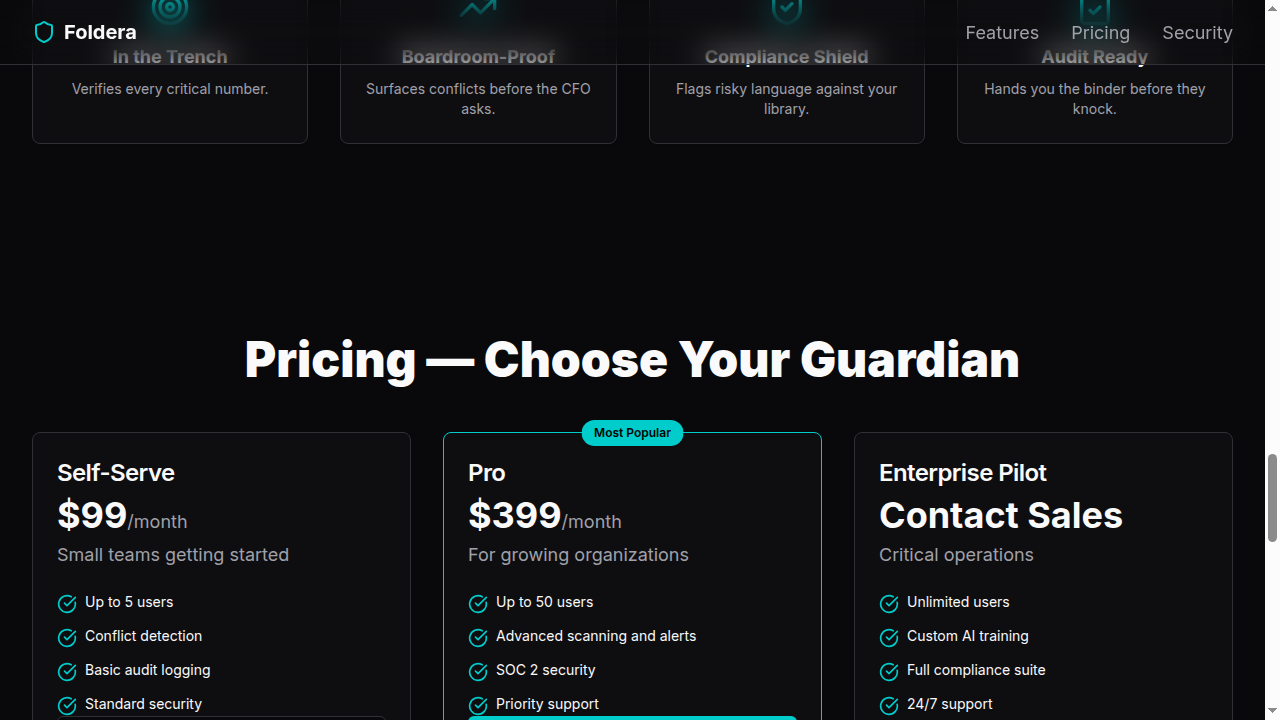 Foldera
Features
Pricing
Security
In the Trench
Verifies every critical number.
Boardroom-Proof
Surfaces conflicts before the CFO
asks.
Compliance Shield
Flags risky language against your
library.
Audit Ready
Hands you the binder before they
knock.
Pricing — Choose Your Guardian
Self-Serve
$99/month
Small teams getting started
Up to 5 users
Conflict detection
Basic audit logging
Standard security
Most Popular
Pro
$399/month
For growing organizations
Up to 50 users
Advanced scanning and alerts
SOC 2 security
Priority support
Enterprise Pilot
Contact Sales
Critical operations
Unlimited users
Custom AI training
Full compliance suite
24/7 support